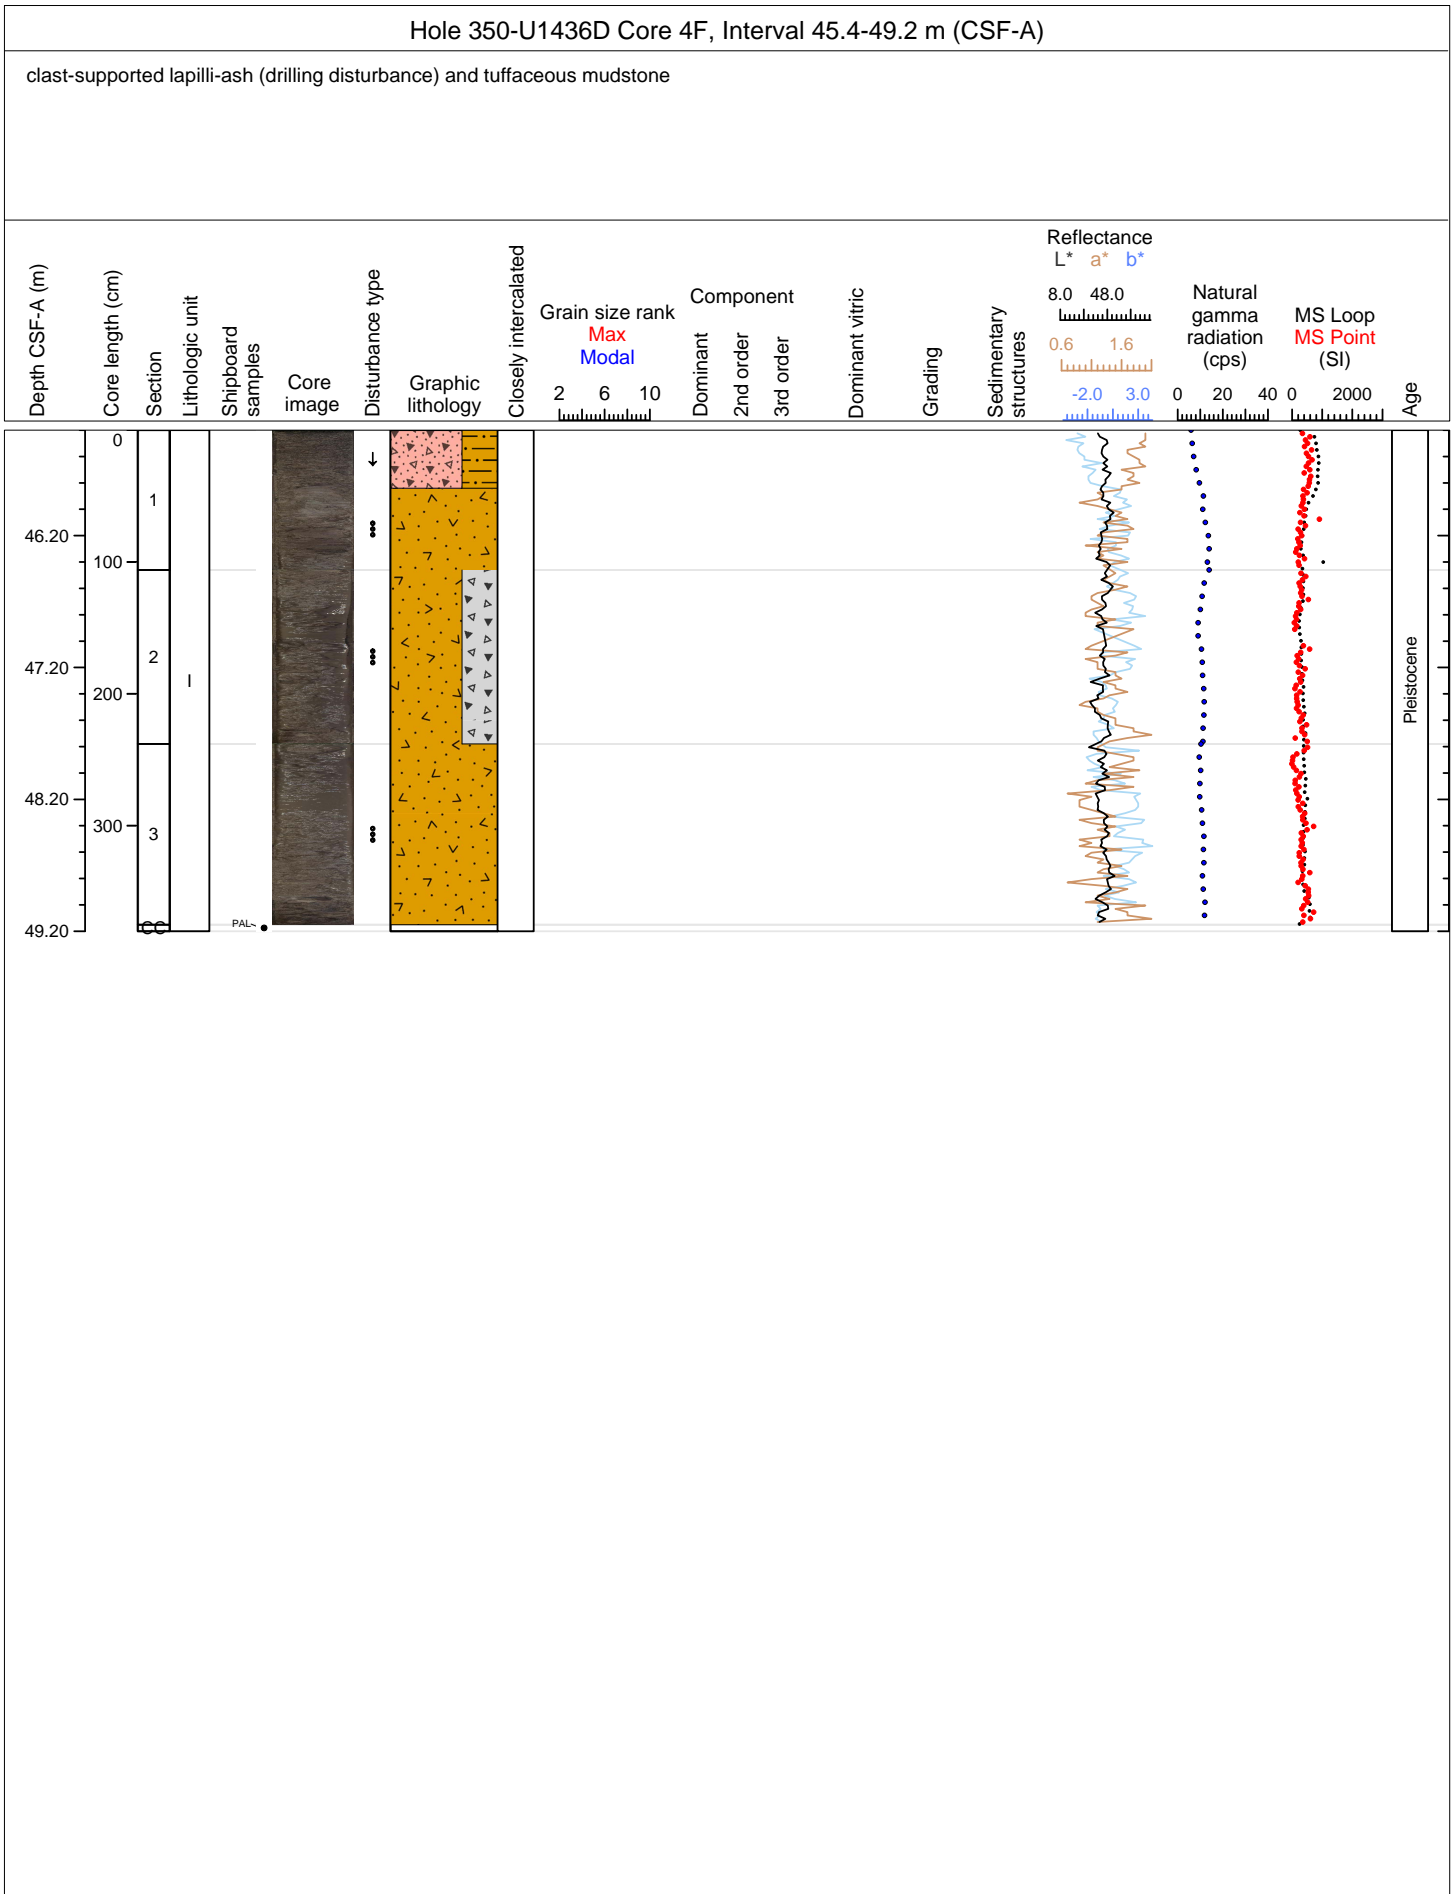 Hole 350-U1436D Core 4F, Interval 45.4-49.2 m (CSF-A)
clast-supported lapilli-ash (drilling disturbance) and tuffaceous mudstone
Depth CSF-A (m)
Core length (cm)
Section
Lithologic unit
Shipboard
samples
Core
image
Disturbance type
Graphic
lithology
Closely intercalated
Grain size rank
Max
Modal
2 6 10
Component
Dominant
2nd order
3rd order
Dominant vitric
Grading
Sedimentary
structures
Reflectance
L* a* b*
8.0 48.0
0.6 1.6
-2.0 3.0
Natural
gamma
radiation
(cps)
0 20 40
MS Loop
MS Point
(SI)
0 2000
Age
0
1
46.20
100
2
47.20
200
I
Pleistocene
48.20
300
3
PAL
CC
49.20